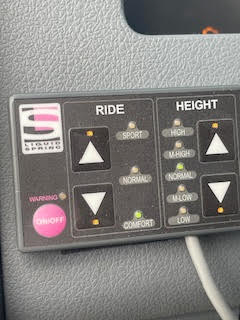 RIDE
HEIGHT
LIQUID
SPRING
SPORT
NORMAL
COMFORT
WARNING
ON/OFF
HIGH
M-HIGH
NORMAL
M-LOW
LOW